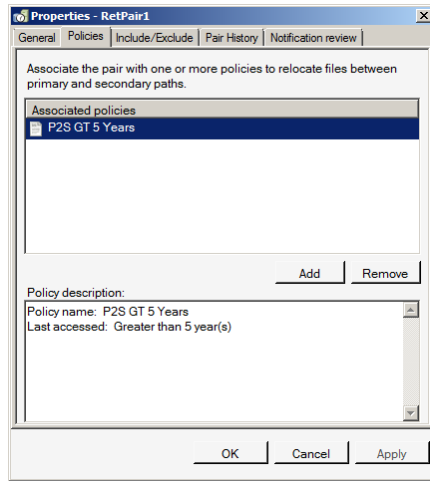 Properties - RetPair1
General Policies Include/Exclude Pair History Notification review
Associate the pair with one or more policies to relocate files between
primary and secondary paths.
Associated policies
P2S GT 5 Years
Add Remove
Policy description:
Policy name: P2S GT 5 Years
Last accessed: Greater than 5 year(s)
OK Cancel Apply